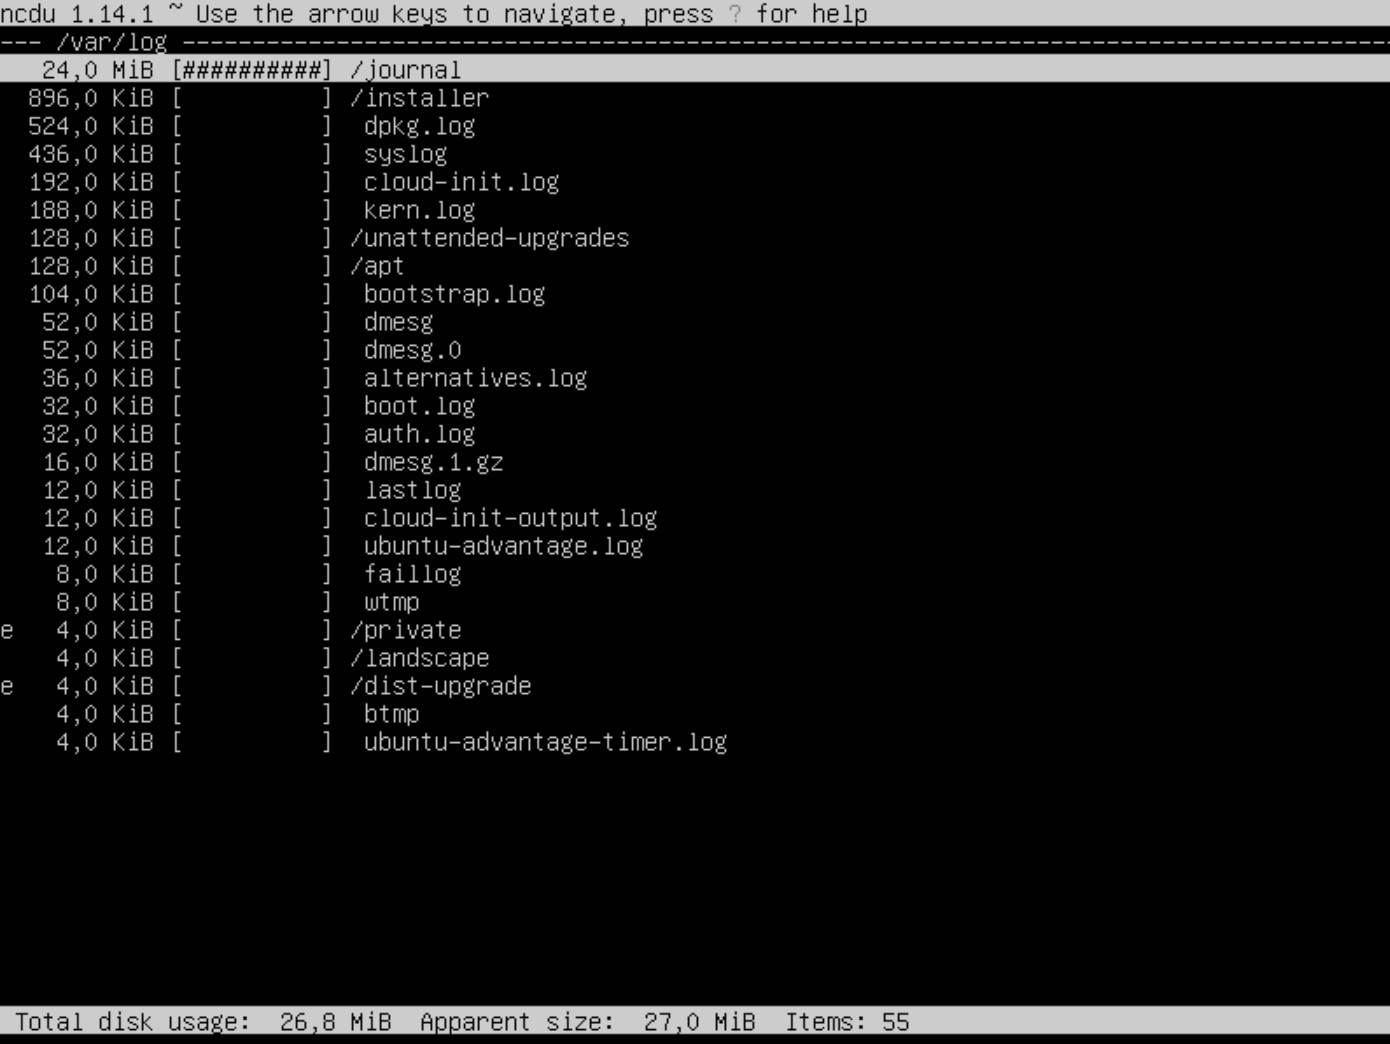 ncdu 1.14.1 ~ Use the arrow keys to navigate, press ? for help
--- /var/log ---------------------------------------------------------------------------------------
   24,0 MiB [##########] /journal
  896,0 KiB [          ] /installer
  524,0 KiB [          ]  dpkg.log
  436,0 KiB [          ]  syslog
  192,0 KiB [          ]  cloud-init.log
  188,0 KiB [          ]  kern.log
  128,0 KiB [          ] /unattended-upgrades
  128,0 KiB [          ] /apt
  104,0 KiB [          ]  bootstrap.log
   52,0 KiB [          ]  dmesg
   52,0 KiB [          ]  dmesg.0
   36,0 KiB [          ]  alternatives.log
   32,0 KiB [          ]  boot.log
   32,0 KiB [          ]  auth.log
   16,0 KiB [          ]  dmesg.1.gz
   12,0 KiB [          ]  lastlog
   12,0 KiB [          ]  cloud-init-output.log
   12,0 KiB [          ]  ubuntu-advantage.log
    8,0 KiB [          ]  faillog
    8,0 KiB [          ]  wtmp
e   4,0 KiB [          ] /private
    4,0 KiB [          ] /landscape
e   4,0 KiB [          ] /dist-upgrade
    4,0 KiB [          ]  btmp
    4,0 KiB [          ]  ubuntu-advantage-timer.log
 Total disk usage:  26,8 MiB  Apparent size:  27,0 MiB  Items: 55